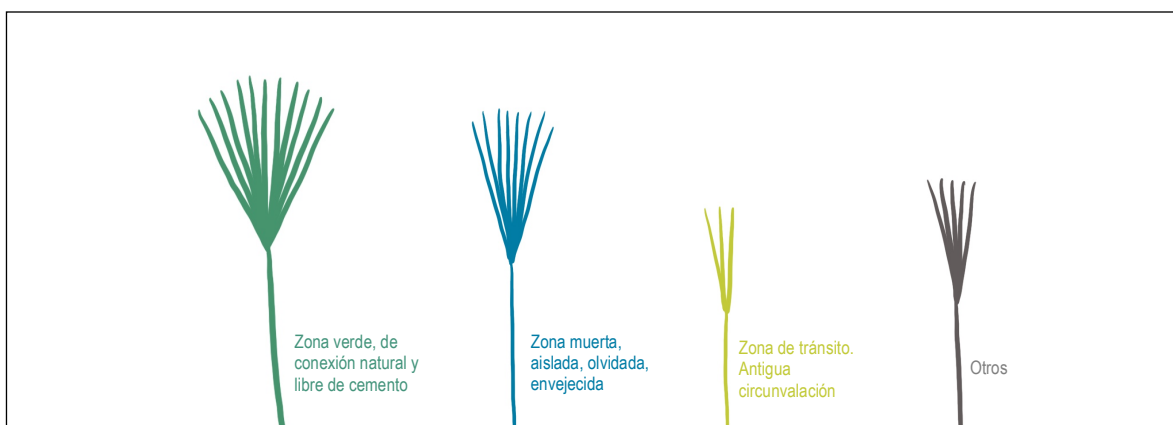 Zona verde, de
conexión natural y
libre de cemento
Zona muerta,
aislada, olvidada,
envejecida
Zona de tránsito.
Antigua
circunvalación
Otros